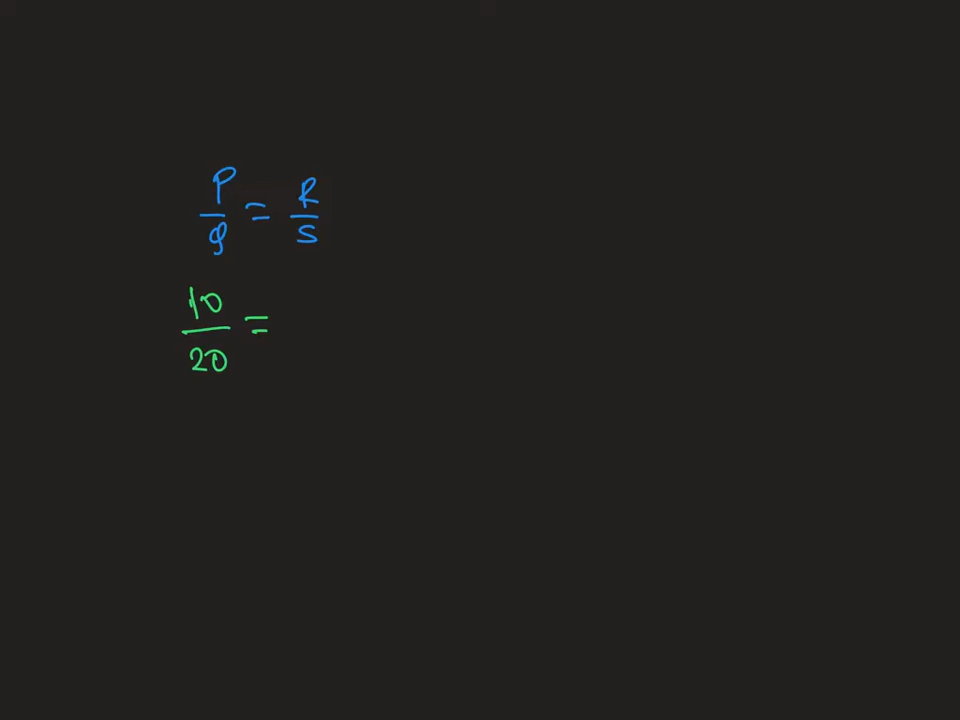 P/Q = R/S
10/20 =